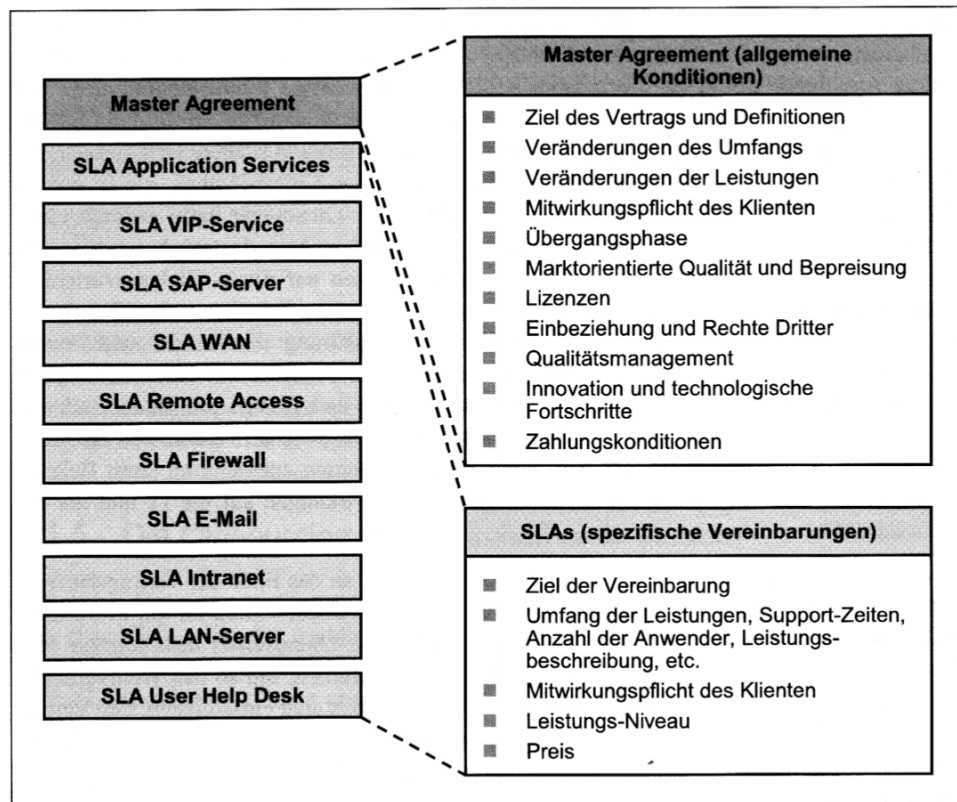 Master Agreement
SLA Application Services
SLA VIP-Service
SLA SAP-Server
SLA WAN
SLA Remote Access
SLA Firewall
SLA E-Mail
SLA Intranet
SLA LAN-Server
SLA User Help Desk
Master Agreement (allgemeine
Konditionen)
Ziel des Vertrags und Definitionen
Veränderungen des Umfangs
Veränderungen der Leistungen
Mitwirkungspflicht des Klienten
Übergangsphase
Marktorientierte Qualität und Bepreisung
Lizenzen
Einbeziehung und Rechte Dritter
Qualitätsmanagement
Innovation und technologische
Fortschritte
Zahlungskonditionen
SLAs (spezifische Vereinbarungen)
Ziel der Vereinbarung
Umfang der Leistungen, Support-Zeiten,
Anzahl der Anwender, Leistungs-
beschreibung, etc.
Mitwirkungspflicht des Klienten
Leistungs-Niveau
Preis